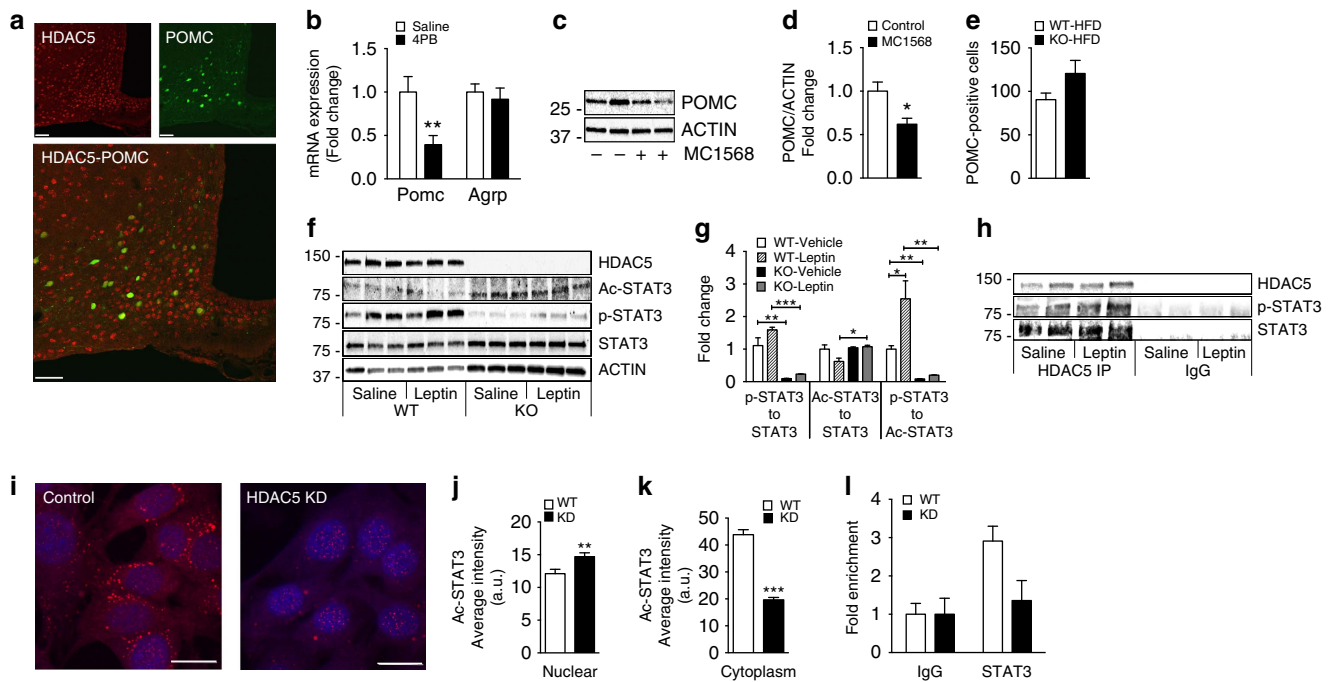 a
HDAC5
POMC
HDAC5-POMC
b
Saline
4PB
mRNA expression
(Fold change)
1.5
1.0
0.5
0.0
**
Pomc
Agrp
c
25 -
37 -
POMC
ACTIN
– – + + MC1568
d
Control
MC1568
POMC/ACTIN
Fold change
1.5
1.0
0.5
0.0
*
e
WT-HFD
KO-HFD
POMC-positive cells
150
100
50
0
f
150 -
75 -
75 -
75 -
37 -
HDAC5
Ac-STAT3
p-STAT3
STAT3
ACTIN
Saline Leptin Saline Leptin
WT KO
g
WT-Vehicle
WT-Leptin
KO-Vehicle
KO-Leptin
Fold change
4
3
2
1
0
**
***
*
**
**
*
p-STAT3
to
STAT3
Ac-STAT3
to
STAT3
p-STAT3
to
Ac-STAT3
h
150 -
75 -
75 -
HDAC5
p-STAT3
STAT3
Saline Leptin Saline Leptin
HDAC5 IP IgG
i
Control
HDAC5 KD
j
WT
KD
Ac-STAT3
Average intensity
(a.u.)
20
15
10
5
0
**
Nuclear
k
WT
KD
Ac-STAT3
Average intensity
(a.u.)
50
40
30
20
10
0
***
Cytoplasm
l
WT
KD
Fold enrichment
4
3
2
1
0
IgG
STAT3